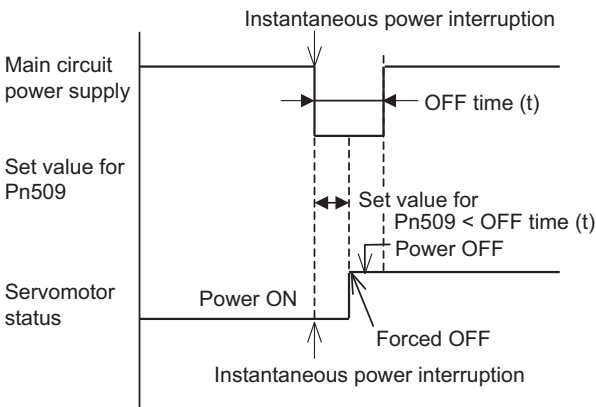 Instantaneous power interruption
Main circuit
power supply
OFF time (t)
Set value for
Pn509
Set value for
Pn509 < OFF time (t)
Power OFF
Servomotor
status
Power ON
Forced OFF
Instantaneous power interruption